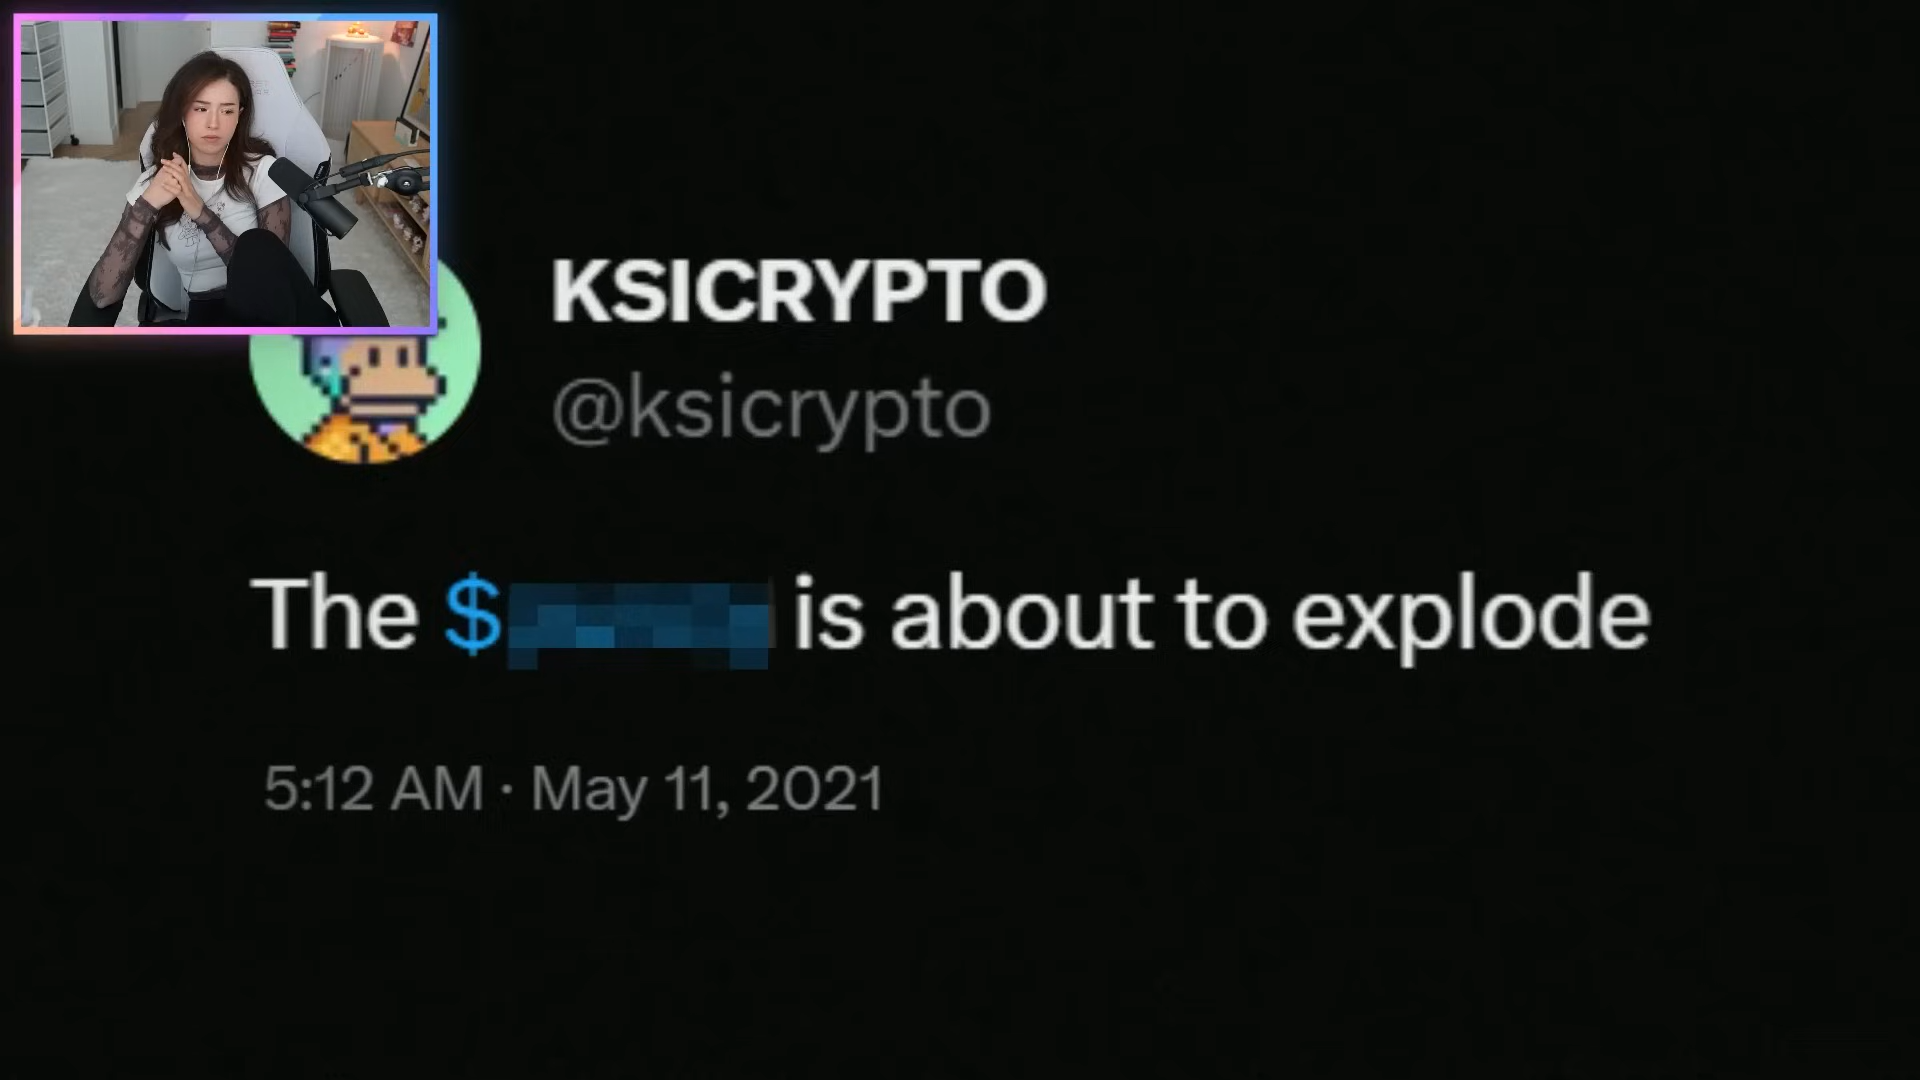 KSICRYPTO
@ksicrypto
The $ is about to explode
5:12 AM · May 11, 2021